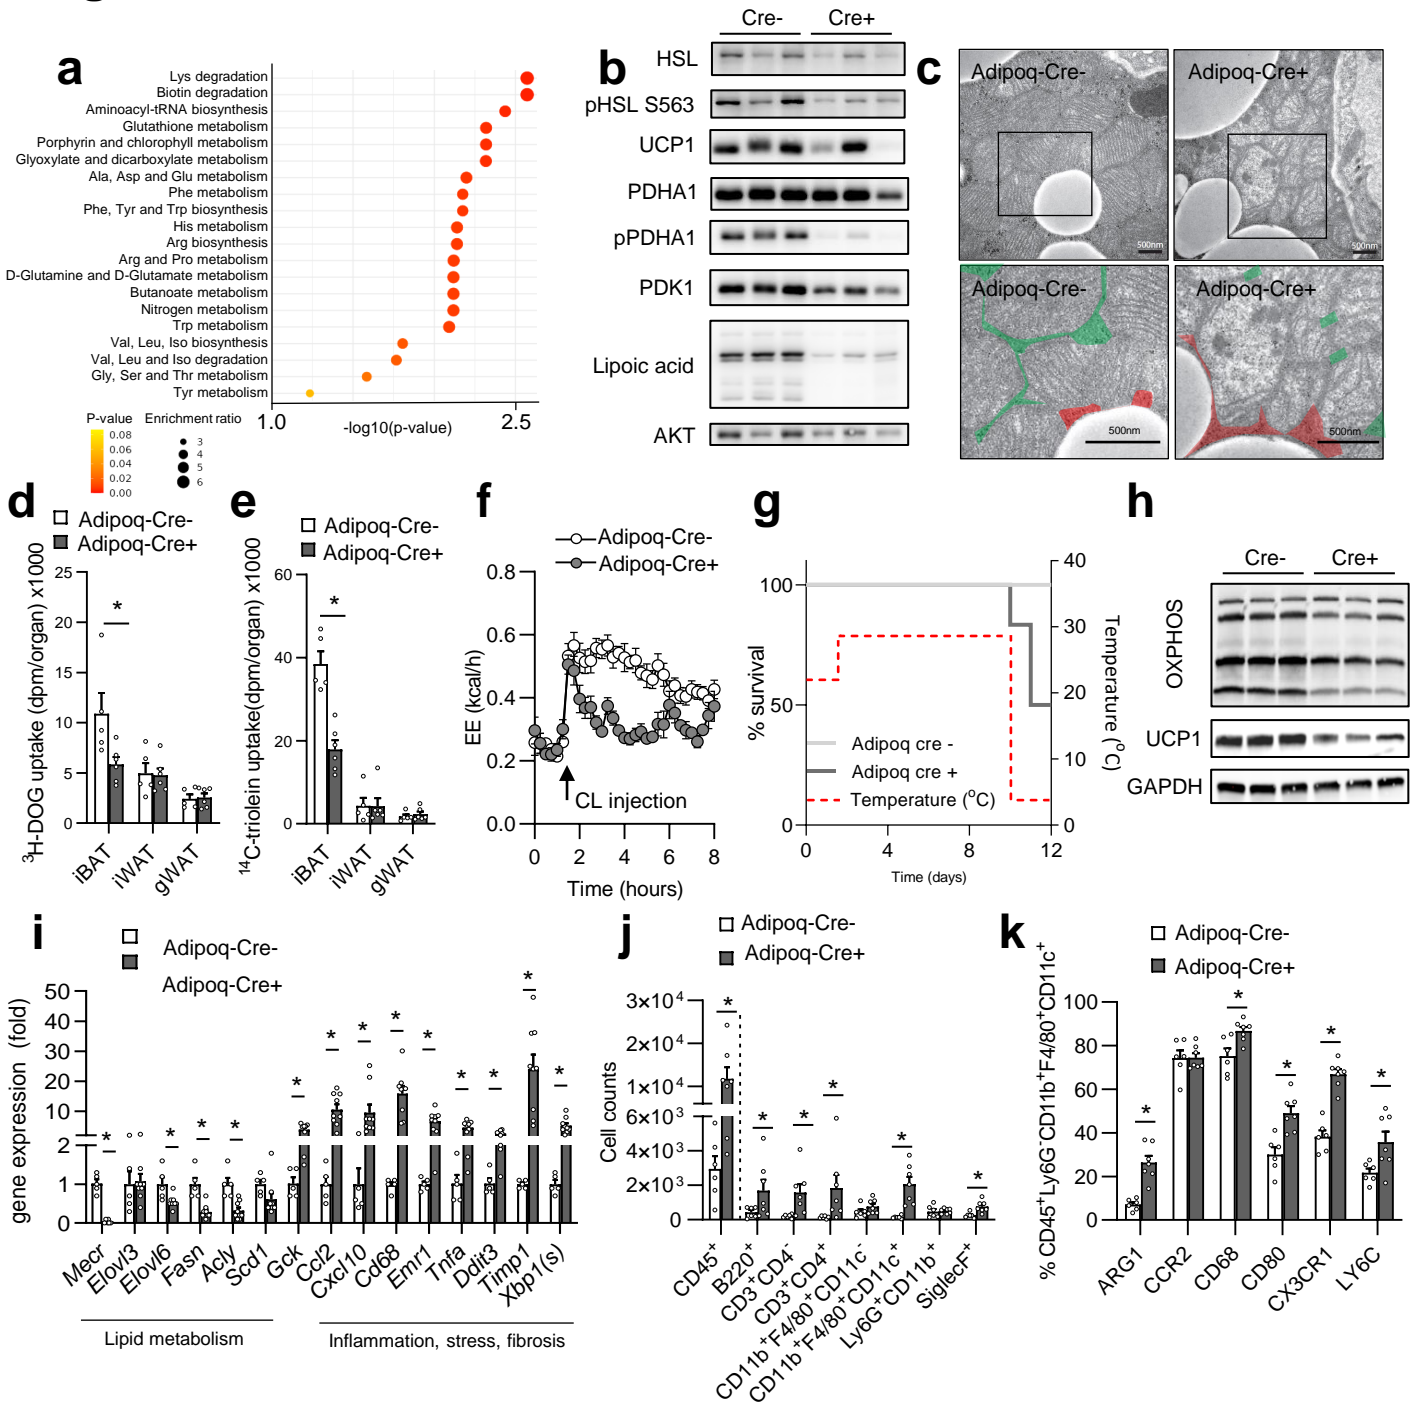 a
Lys degradation
Biotin degradation
Aminoacyl-tRNA biosynthesis
Glutathione metabolism
Porphyrin and chlorophyll metabolism
Glyoxylate and dicarboxylate metabolism
Ala, Asp and Glu metabolism
Phe metabolism
Phe, Tyr and Trp biosynthesis
His metabolism
Arg biosynthesis
Arg and Pro metabolism
D-Glutamine and D-Glutamate metabolism
Butanoate metabolism
Nitrogen metabolism
Trp metabolism
Val, Leu, Iso biosynthesis
Val, Leu and Iso degradation
Gly, Ser and Thr metabolism
Tyr metabolism
1.0
2.5
-log10(p-value)
P-value
0.08
0.06
0.04
0.02
0.00
Enrichment ratio
3
4
5
6
b
Cre- Cre+
HSL
pHSL S563
UCP1
PDHA1
pPDHA1
PDK1
Lipoic acid
AKT
c
Adipoq-Cre-
500nm
Adipoq-Cre+
500nm
Adipoq-Cre-
500nm
Adipoq-Cre+
500nm
d
Adipoq-Cre-
Adipoq-Cre+
³H-DOG uptake (dpm/organ) x1000
25
20
15
10
5
0
*
iBAT
iWAT
gWAT
e
Adipoq-Cre-
Adipoq-Cre+
¹⁴C-triolein uptake(dpm/organ) x1000
60
40
20
0
*
iBAT
iWAT
gWAT
f
Adipoq-Cre-
Adipoq-Cre+
EE (kcal/h)
0.8
0.6
0.4
0.2
0.0
CL injection
0 2 4 6 8
Time (hours)
g
% survival
100
50
0
Adipoq cre -
Adipoq cre +
Temperature (°C)
40
30
20
10
0
Temperature (°C)
0 4 8 12
Time (days)
h
Cre- Cre+
OXPHOS
UCP1
GAPDH
i
Adipoq-Cre-
Adipoq-Cre+
gene expression (fold)
50
40
30
20
10
2
1
0
* * * * * * * * * * * * *
Mecr
Elovl3
Elovl6
Fasn
Acly
Scd1
Gck
Ccl2
Cxcl10
Cd68
Emr1
Tnfa
Ddit3
Timp1
Xbp1(s)
Lipid metabolism
Inflammation, stress, fibrosis
j
Adipoq-Cre-
Adipoq-Cre+
Cell counts
3×10⁴
2×10⁴
1×10⁴
6×10³
4×10³
2×10³
0
* * * * * *
CD45⁺
B220⁺
CD3⁺CD4⁻
CD3⁺CD4⁺
CD11b⁺F4/80⁺CD11c⁻
CD11b⁺F4/80⁺CD11c⁺
Ly6G⁺CD11b⁺
SiglecF⁺
k
Adipoq-Cre-
Adipoq-Cre+
% CD45⁺Ly6G⁻CD11b⁺F4/80⁺CD11c⁺
100
80
60
40
20
0
* * * * *
ARG1
CCR2
CD68
CD80
CX3CR1
LY6C